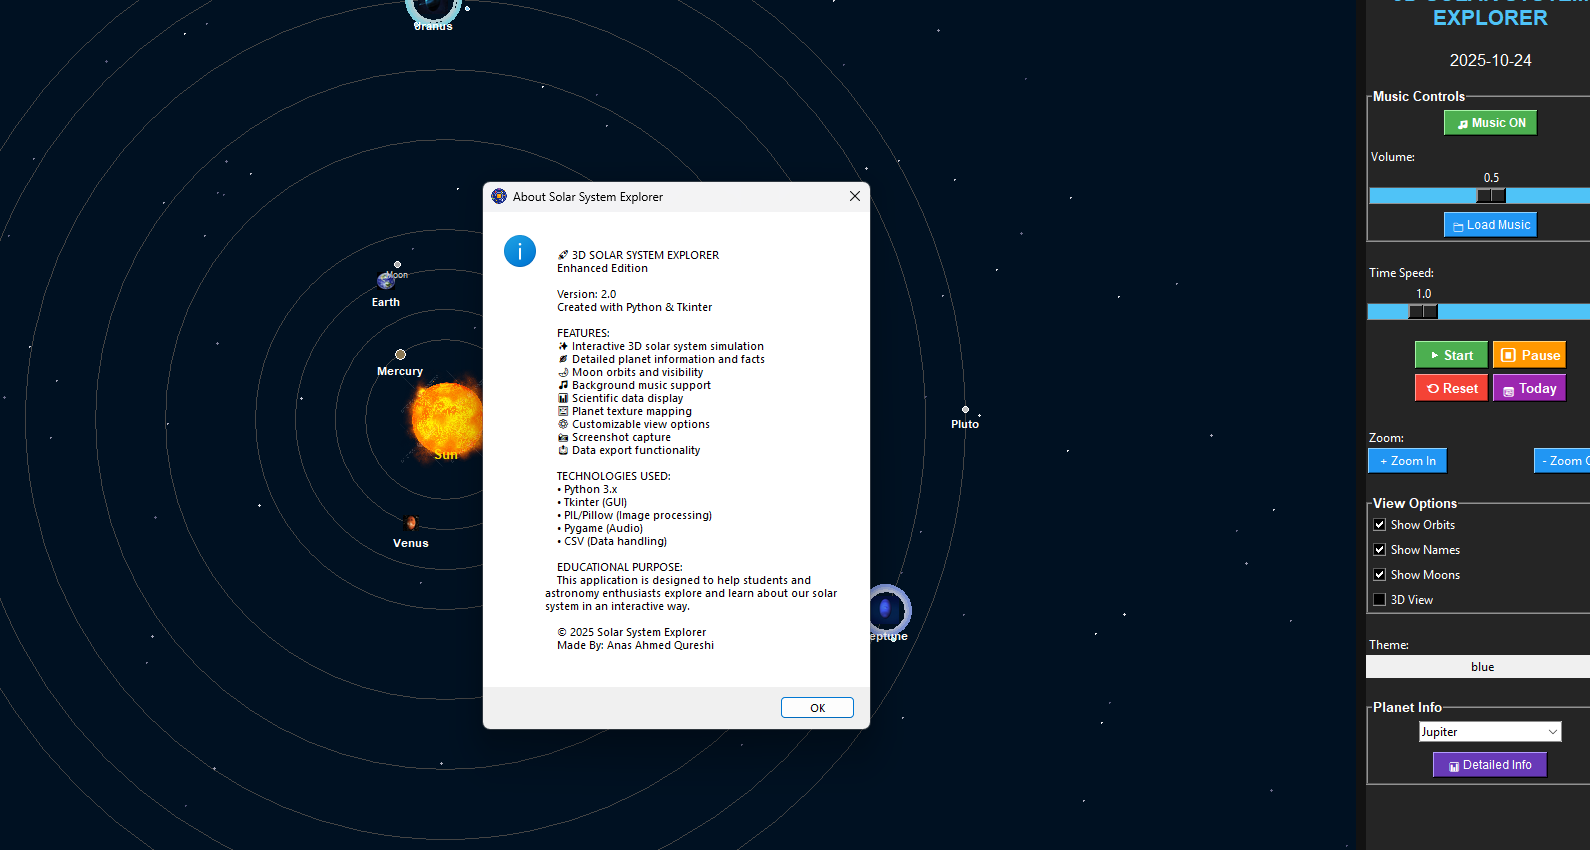 Uranus
Moon
Earth
Mercury
Sun
Venus
Pluto
eptune
About Solar System Explorer
3D SOLAR SYSTEM EXPLORER
Enhanced Edition
Version: 2.0
Created with Python & Tkinter
FEATURES:
Interactive 3D solar system simulation
Detailed planet information and facts
Moon orbits and visibility
Background music support
Scientific data display
Planet texture mapping
Customizable view options
Screenshot capture
Data export functionality
TECHNOLOGIES USED:
• Python 3.x
• Tkinter (GUI)
• PIL/Pillow (Image processing)
• Pygame (Audio)
• CSV (Data handling)
EDUCATIONAL PURPOSE:
This application is designed to help students and
astronomy enthusiasts explore and learn about our solar
system in an interactive way.
© 2025 Solar System Explorer
Made By: Anas Ahmed Qureshi
OK
3D SOLAR SYSTEM
EXPLORER
2025-10-24
Music Controls
Music ON
Volume:
0.5
Load Music
Time Speed:
1.0
Start
Pause
Reset
Today
Zoom:
+ Zoom In
- Zoom
View Options
Show Orbits
Show Names
Show Moons
3D View
Theme:
blue
Planet Info
Jupiter
Detailed Info